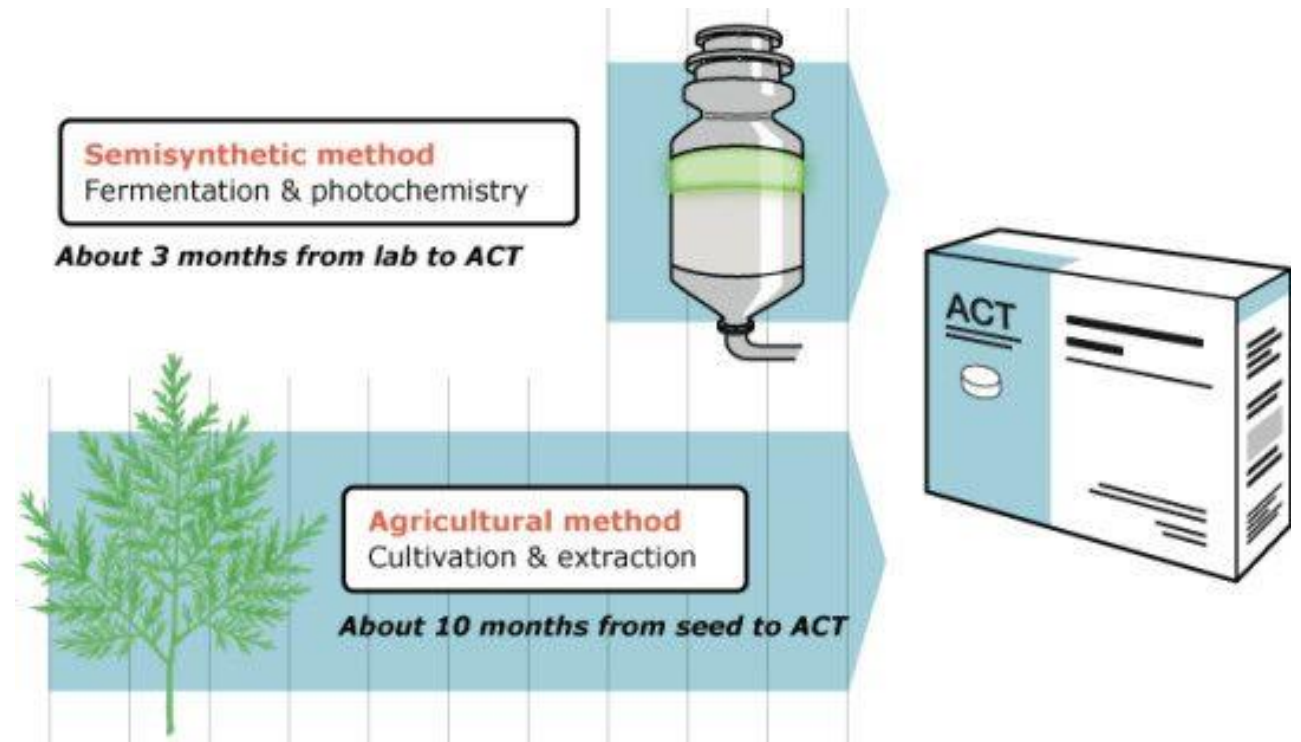 Semisynthetic method
Fermentation & photochemistry
About 3 months from lab to ACT
ACT
Agricultural method
Cultivation & extraction
About 10 months from seed to ACT